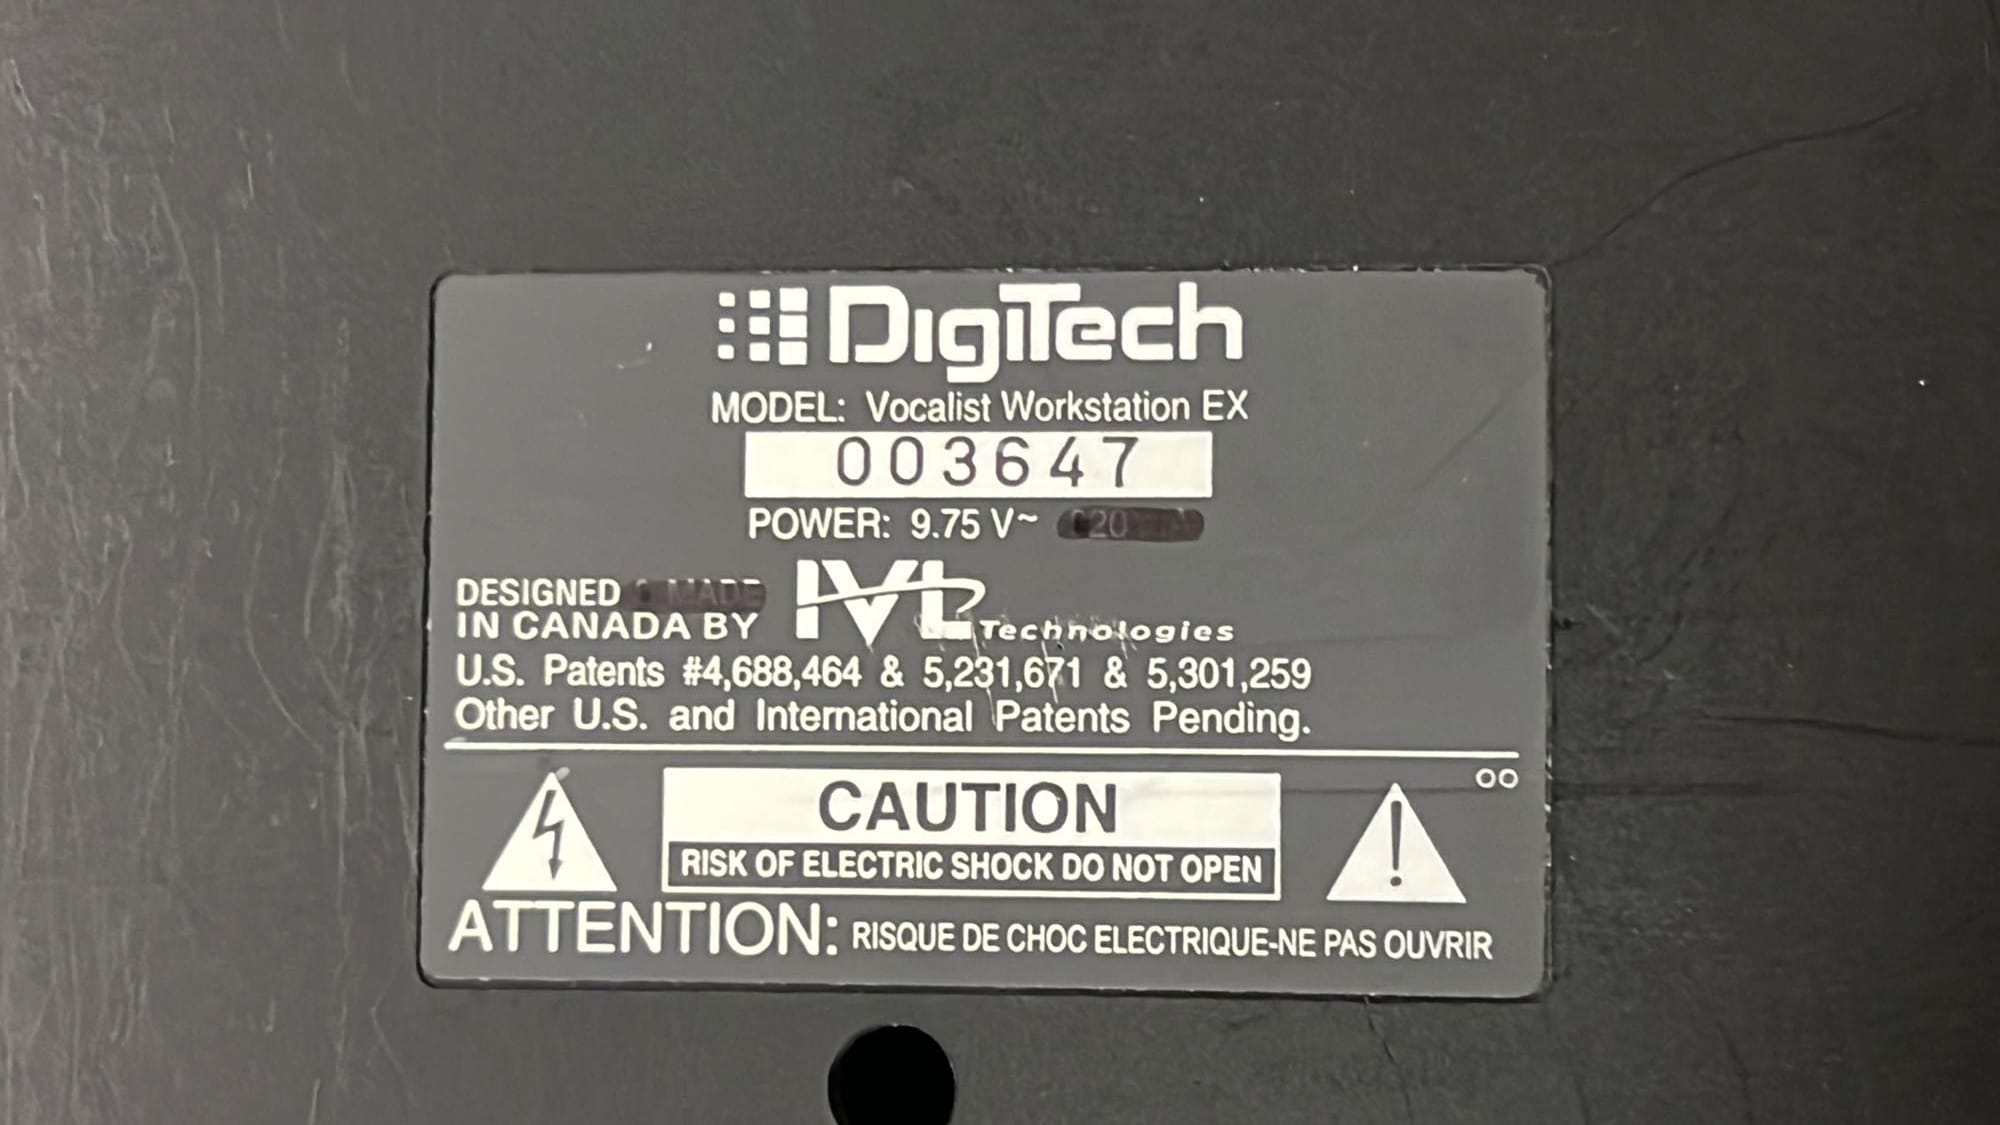 DigiTech
MODEL: Vocalist Workstation EX
003647
POWER: 9.75 V~
DESIGNED & MADE
IN CANADA BY IVL Technologies
U.S. Patents #4,688,464 & 5,231,671 & 5,301,259
Other U.S. and International Patents Pending.
OO
CAUTION
RISK OF ELECTRIC SHOCK DO NOT OPEN
ATTENTION: RISQUE DE CHOC ELECTRIQUE-NE PAS OUVRIR